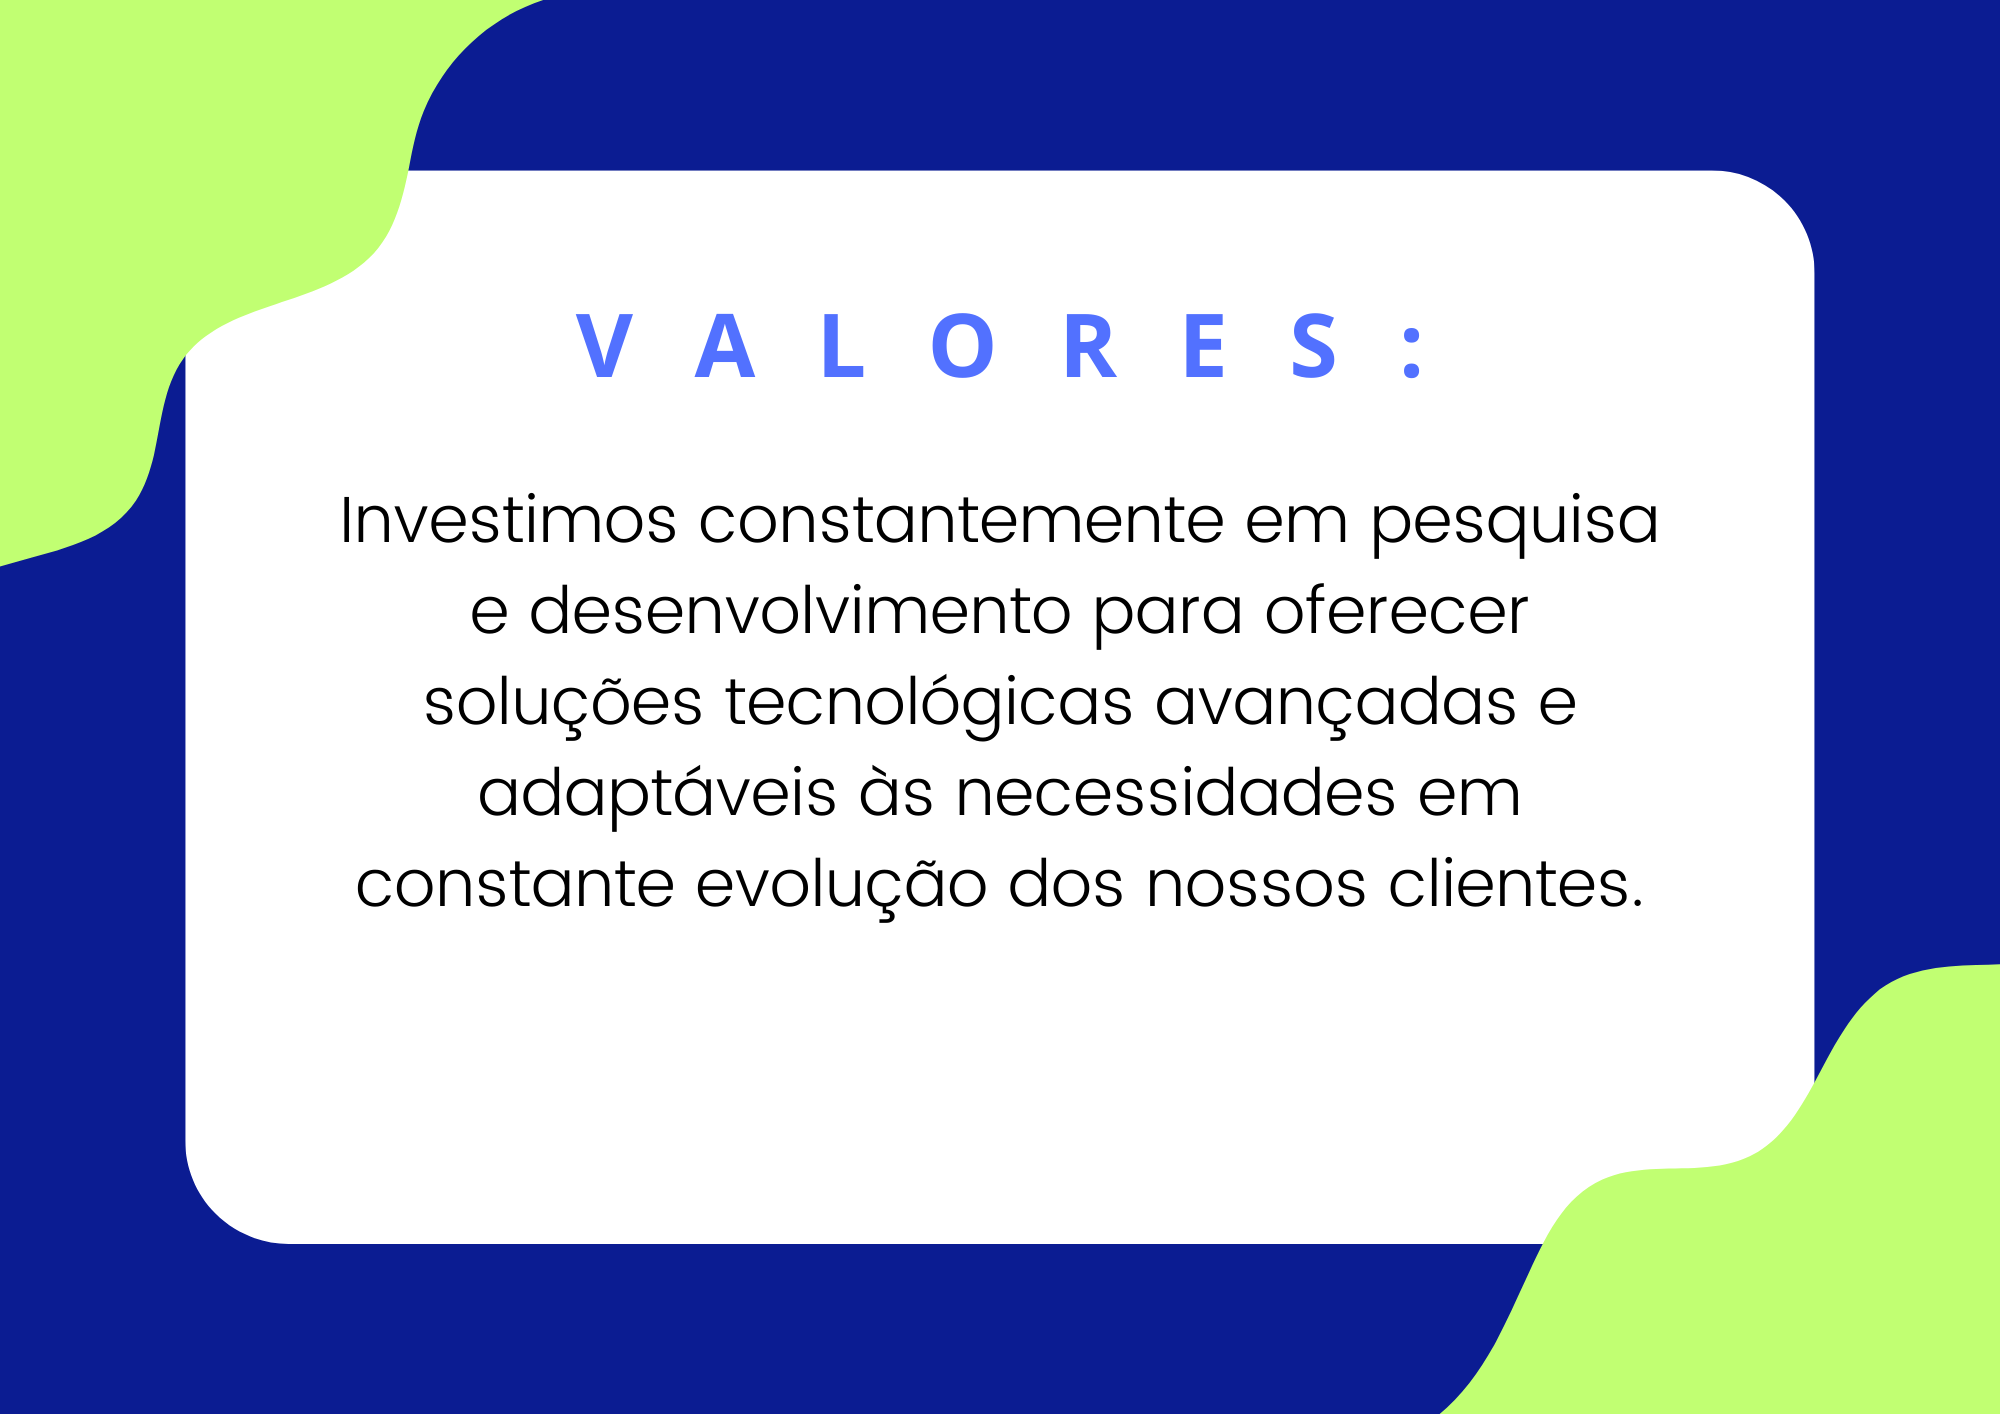 VALORES:
Investimos constantemente em pesquisa
e desenvolvimento para oferecer
soluções tecnológicas avançadas e
adaptáveis às necessidades em
constante evolução dos nossos clientes.